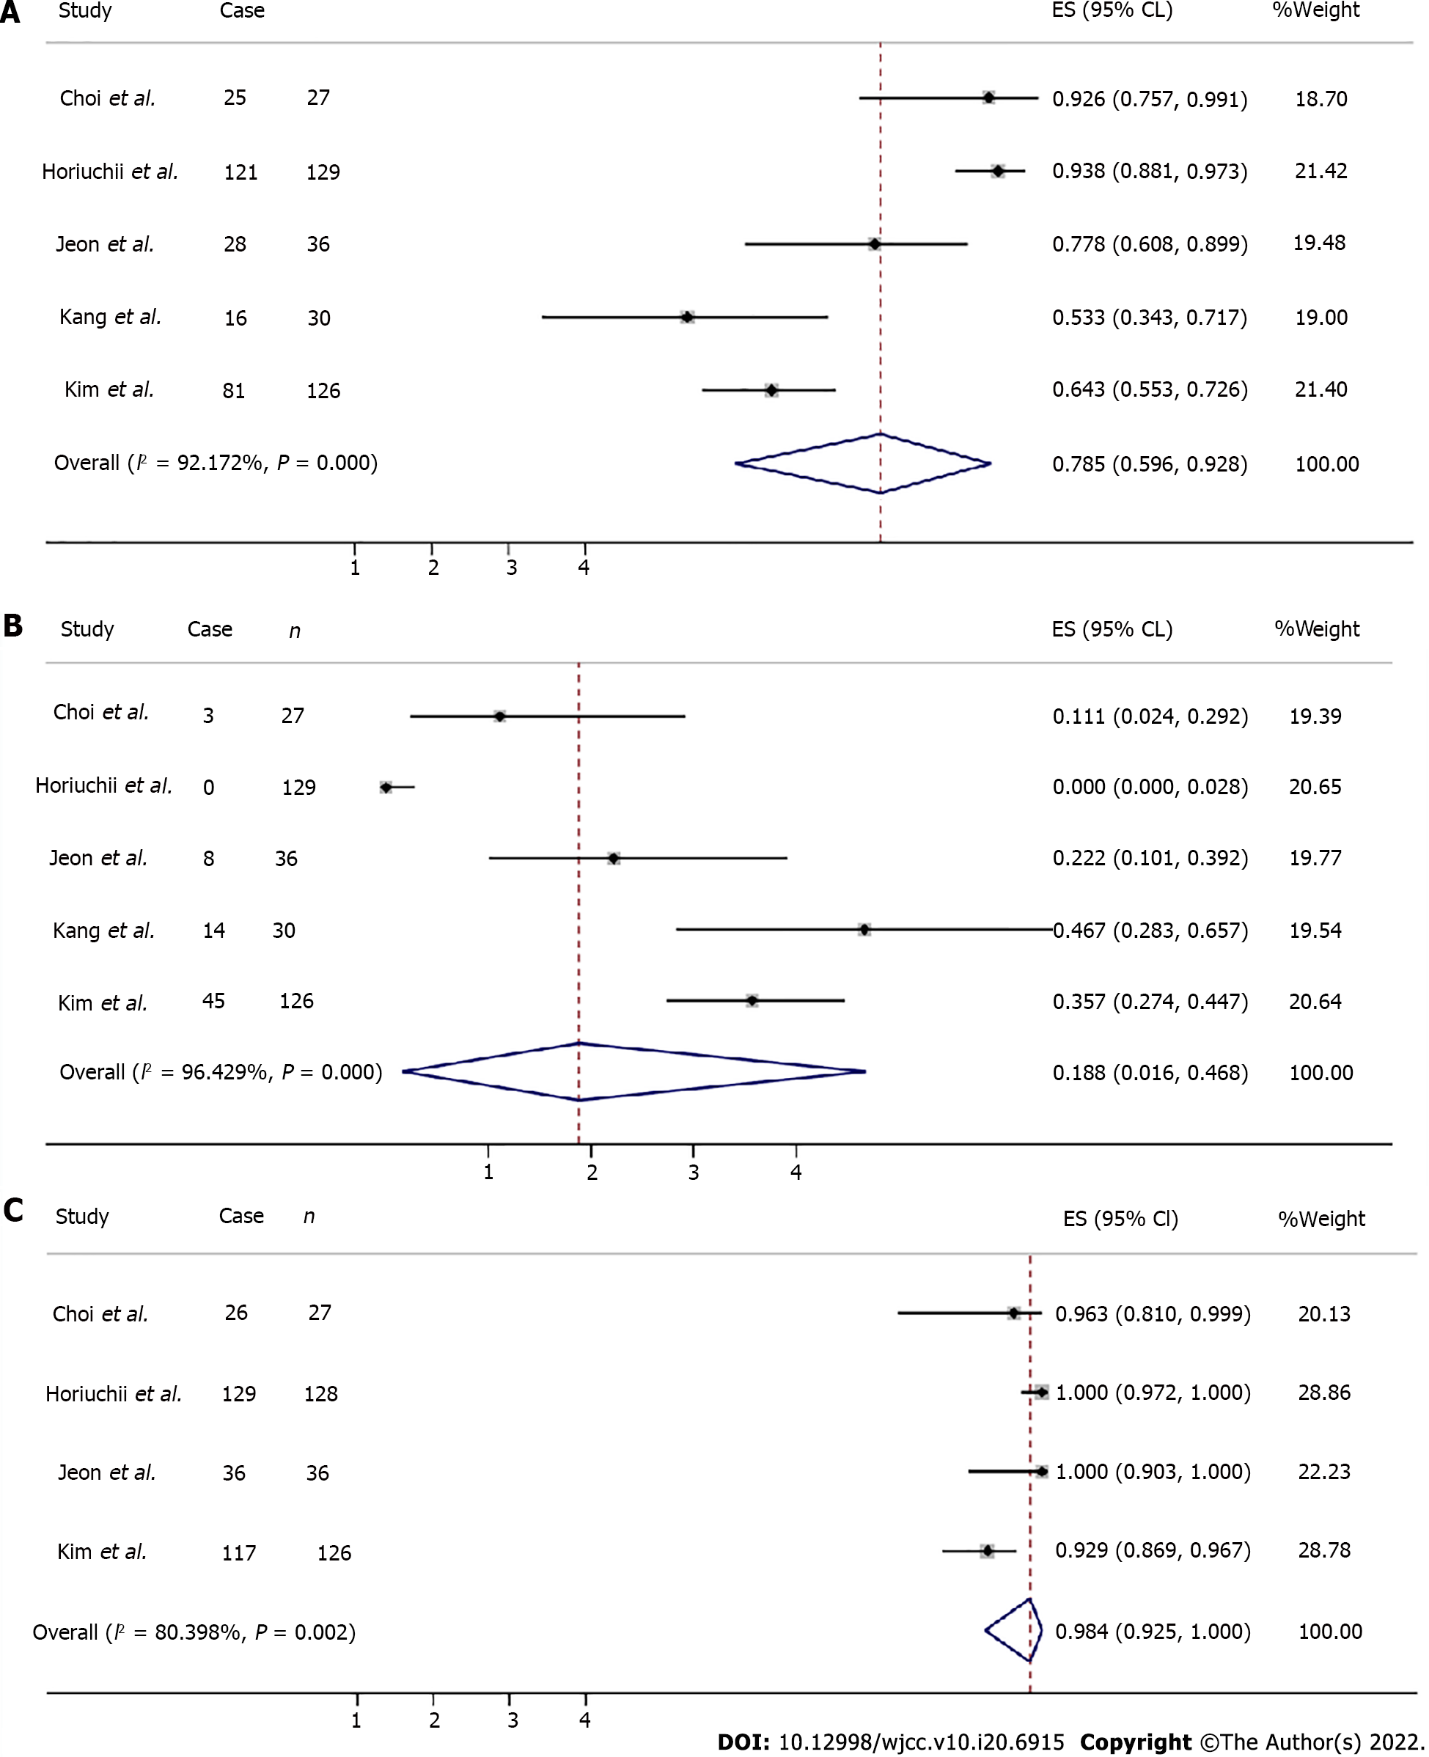 A Study Case ES (95% CL) %Weight
Choi et al. 25 27 0.926 (0.757, 0.991) 18.70
Horiuchii et al. 121 129 0.938 (0.881, 0.973) 21.42
Jeon et al. 28 36 0.778 (0.608, 0.899) 19.48
Kang et al. 16 30 0.533 (0.343, 0.717) 19.00
Kim et al. 81 126 0.643 (0.553, 0.726) 21.40
Overall (I² = 92.172%, P = 0.000) 0.785 (0.596, 0.928) 100.00
1 2 3 4
B Study Case n ES (95% CL) %Weight
Choi et al. 3 27 0.111 (0.024, 0.292) 19.39
Horiuchii et al. 0 129 0.000 (0.000, 0.028) 20.65
Jeon et al. 8 36 0.222 (0.101, 0.392) 19.77
Kang et al. 14 30 0.467 (0.283, 0.657) 19.54
Kim et al. 45 126 0.357 (0.274, 0.447) 20.64
Overall (I² = 96.429%, P = 0.000) 0.188 (0.016, 0.468) 100.00
1 2 3 4
C Study Case n ES (95% Cl) %Weight
Choi et al. 26 27 0.963 (0.810, 0.999) 20.13
Horiuchii et al. 129 128 1.000 (0.972, 1.000) 28.86
Jeon et al. 36 36 1.000 (0.903, 1.000) 22.23
Kim et al. 117 126 0.929 (0.869, 0.967) 28.78
Overall (I² = 80.398%, P = 0.002) 0.984 (0.925, 1.000) 100.00
1 2 3 4
DOI: 10.12998/wjcc.v10.i20.6915 Copyright ©The Author(s) 2022.